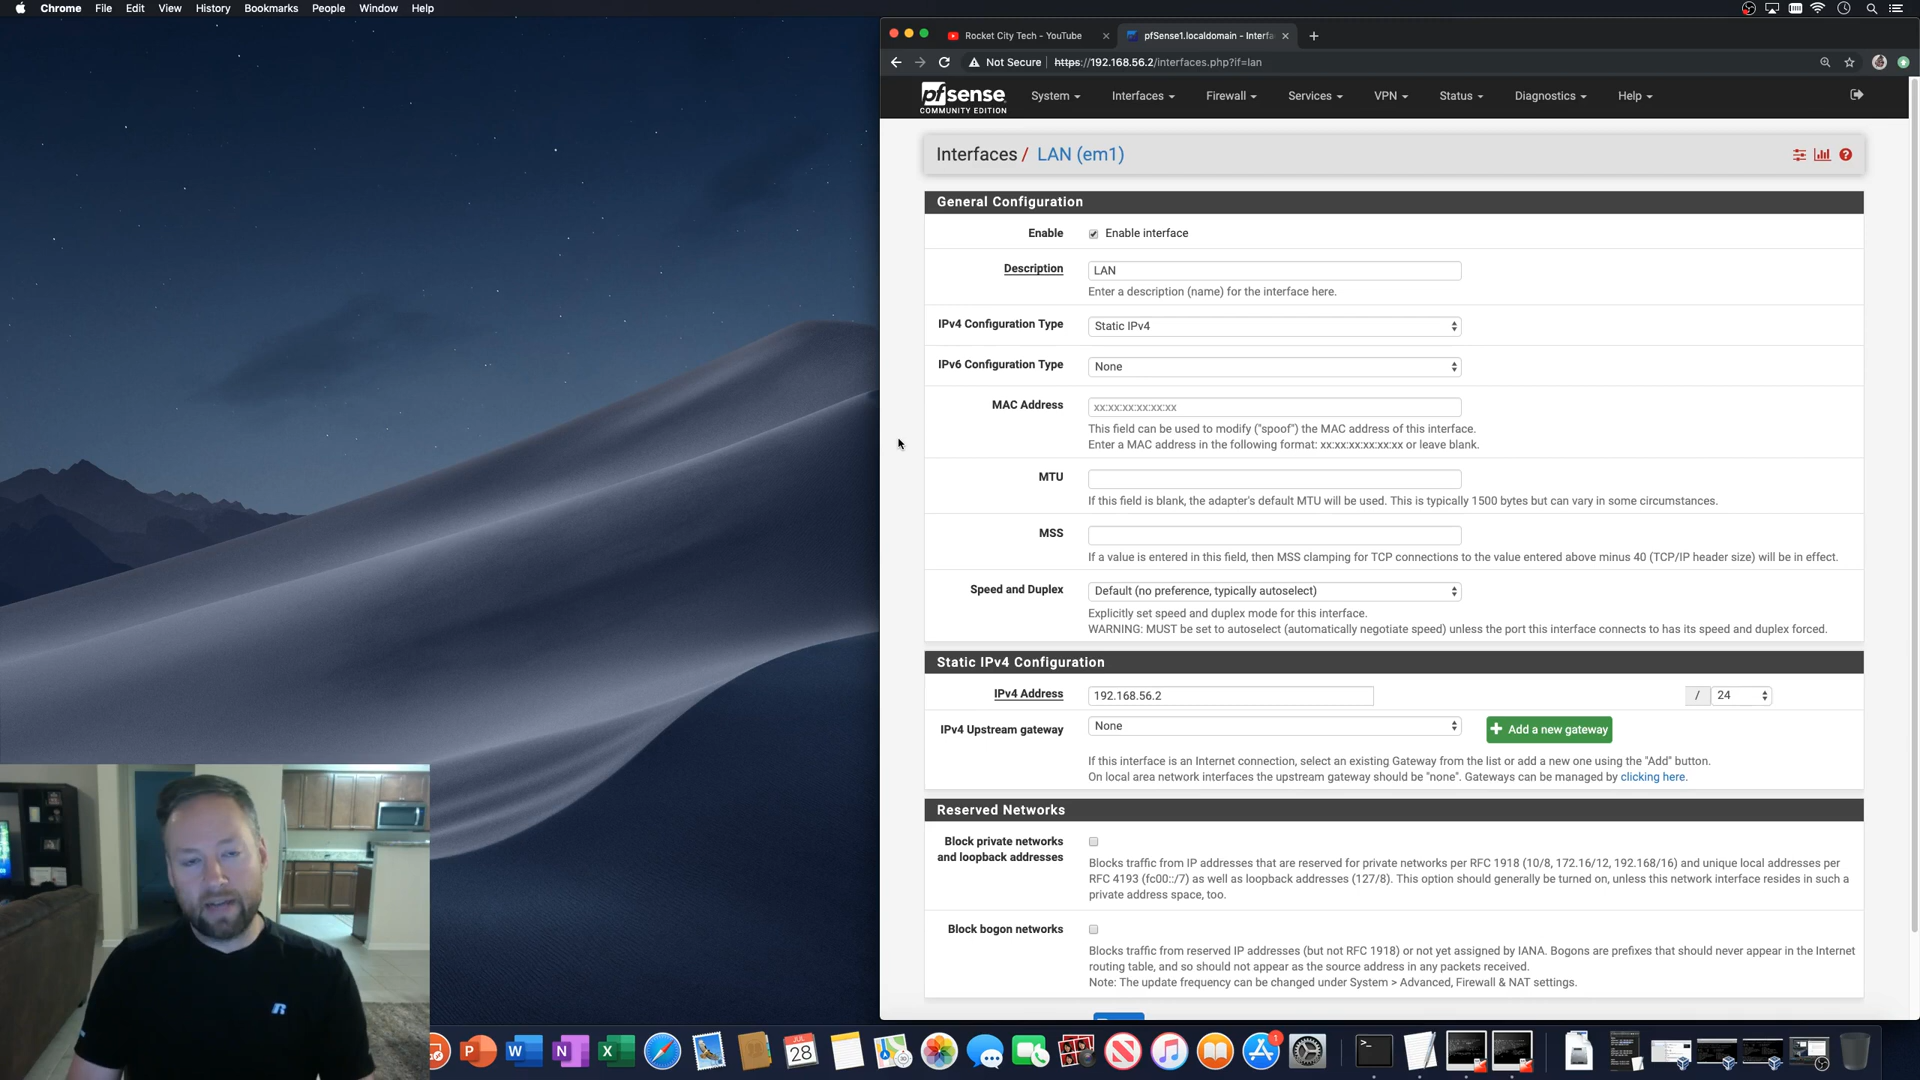 Chrome File Edit View History Bookmarks People Window Help
Rocket City Tech - YouTube
pfSense1.localdomain - Interfa
Not Secure https://192.168.56.2/interfaces.php?if=lan
pfsense
COMMUNITY EDITION
System Interfaces Firewall Services VPN Status Diagnostics Help
Interfaces / LAN (em1)
General Configuration
Enable Enable interface
Description LAN
Enter a description (name) for the interface here.
IPv4 Configuration Type Static IPv4
IPv6 Configuration Type None
MAC Address xx:xx:xx:xx:xx:xx
This field can be used to modify ("spoof") the MAC address of this interface.
Enter a MAC address in the following format: xx:xx:xx:xx:xx:xx or leave blank.
MTU
If this field is blank, the adapter's default MTU will be used. This is typically 1500 bytes but can vary in some circumstances.
MSS
If a value is entered in this field, then MSS clamping for TCP connections to the value entered above minus 40 (TCP/IP header size) will be in effect.
Speed and Duplex Default (no preference, typically autoselect)
Explicitly set speed and duplex mode for this interface.
WARNING: MUST be set to autoselect (automatically negotiate speed) unless the port this interface connects to has its speed and duplex forced.
Static IPv4 Configuration
IPv4 Address 192.168.56.2 / 24
IPv4 Upstream gateway None + Add a new gateway
If this interface is an Internet connection, select an existing Gateway from the list or add a new one using the "Add" button.
On local area network interfaces the upstream gateway should be "none". Gateways can be managed by clicking here.
Reserved Networks
Block private networks
and loopback addresses
Blocks traffic from IP addresses that are reserved for private networks per RFC 1918 (10/8, 172.16/12, 192.168/16) and unique local addresses per
RFC 4193 (fc00::/7) as well as loopback addresses (127/8). This option should generally be turned on, unless this network interface resides in such a
private address space, too.
Block bogon networks
Blocks traffic from reserved IP addresses (but not RFC 1918) or not yet assigned by IANA. Bogons are prefixes that should never appear in the Internet
routing table, and so should not appear as the source address in any packets received.
Note: The update frequency can be changed under System > Advanced, Firewall & NAT settings.
R
P W N X JUL 28 1